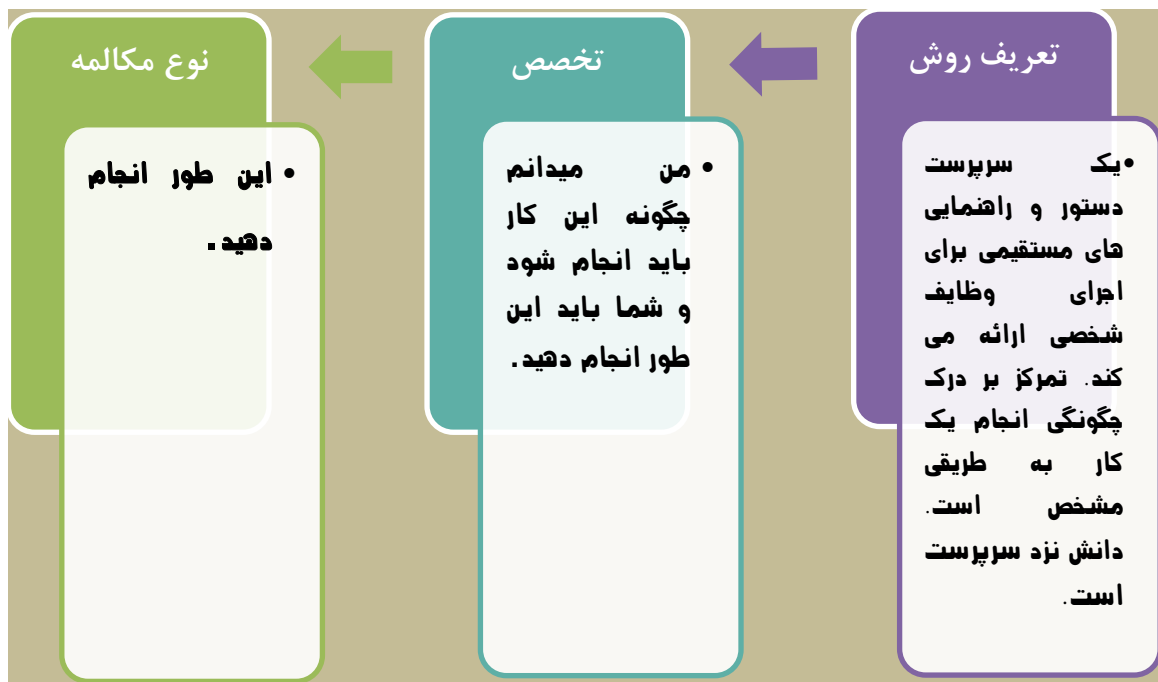 تعریف روش
•یک سرپرست
دستور و راهنمایی
های مستقیمی برای
اجرای وظایف
شخصی ارائه می
کند. تمرکز بر درک
چگونگی انجام یک
کار به طریقی
مشخص است.
دانش نزد سرپرست
است.
تخصص
• من میدانم
چگونه این کار
باید انجام شود
و شما باید این
طور انجام دهید.
نوع مکالمه
• این طور انجام
دهید.